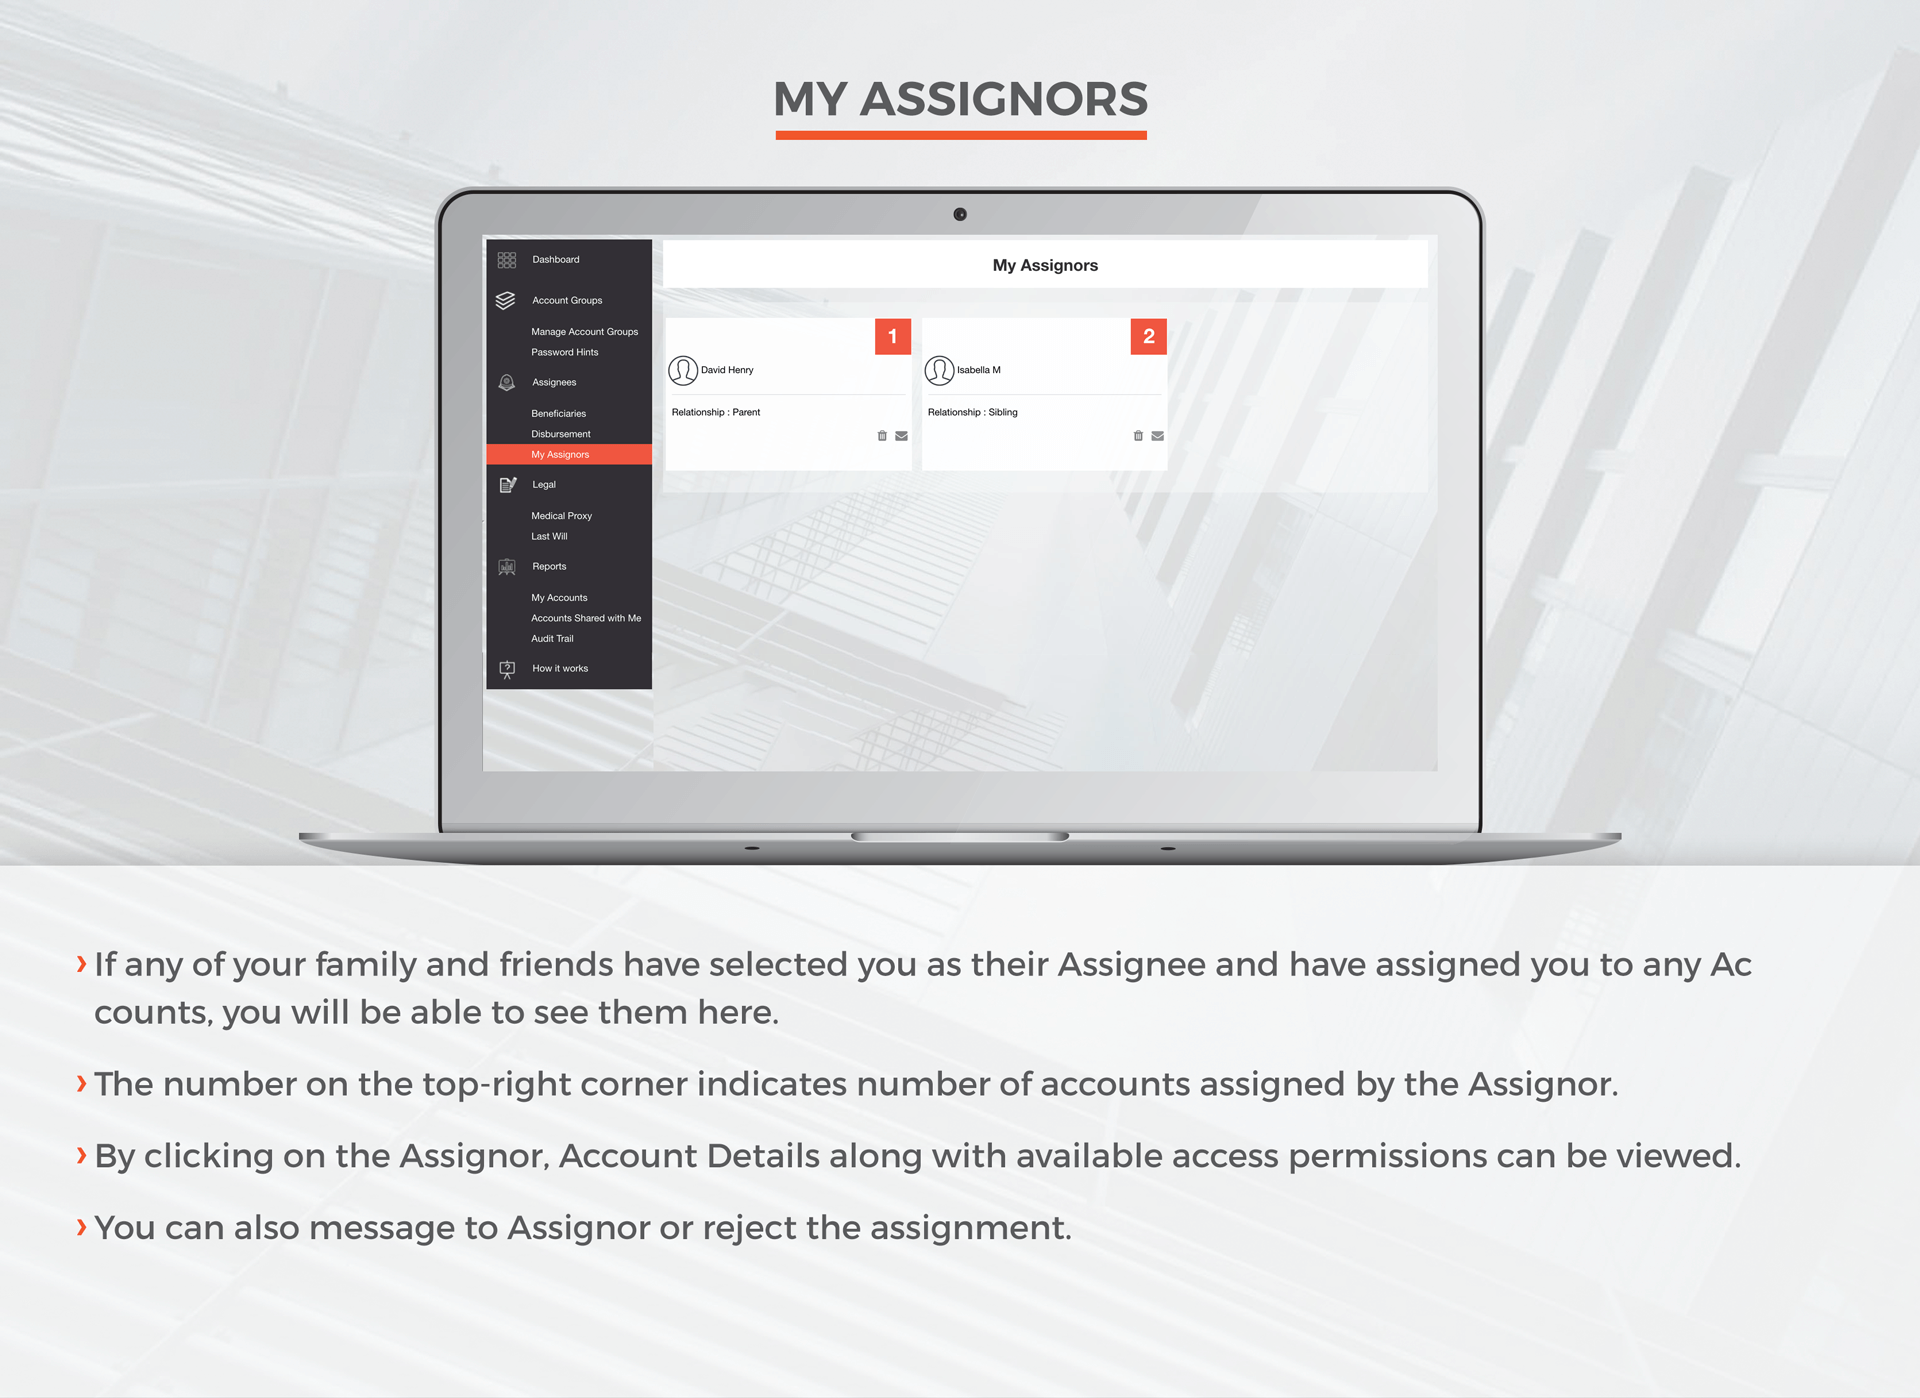 MY ASSIGNORS
Dashboard
Account Groups
Manage Account Groups
Password Hints
Assignees
Beneficiaries
Disbursement
My Assignors
Legal
Medical Proxy
Last Will
Reports
My Accounts
Accounts Shared with Me
Audit Trail
How it works
My Assignors
1
David Henry
Relationship : Parent
2
Isabella M
Relationship : Sibling
› If any of your family and friends have selected you as their Assignee and have assigned you to any Ac
counts, you will be able to see them here.
› The number on the top-right corner indicates number of accounts assigned by the Assignor.
› By clicking on the Assignor, Account Details along with available access permissions can be viewed.
› You can also message to Assignor or reject the assignment.